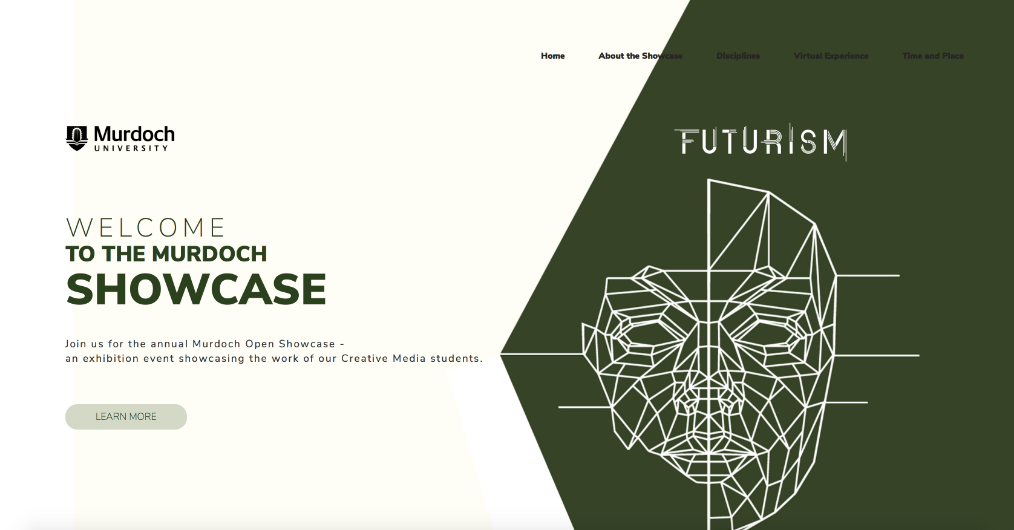 Home About the Showcase Disciplines Virtual Experience Time and Place
Murdoch
UNIVERSITY
FUTURISM
WELCOME
TO THE MURDOCH
SHOWCASE
Join us for the annual Murdoch Open Showcase -
an exhibition event showcasing the work of our Creative Media students.
LEARN MORE